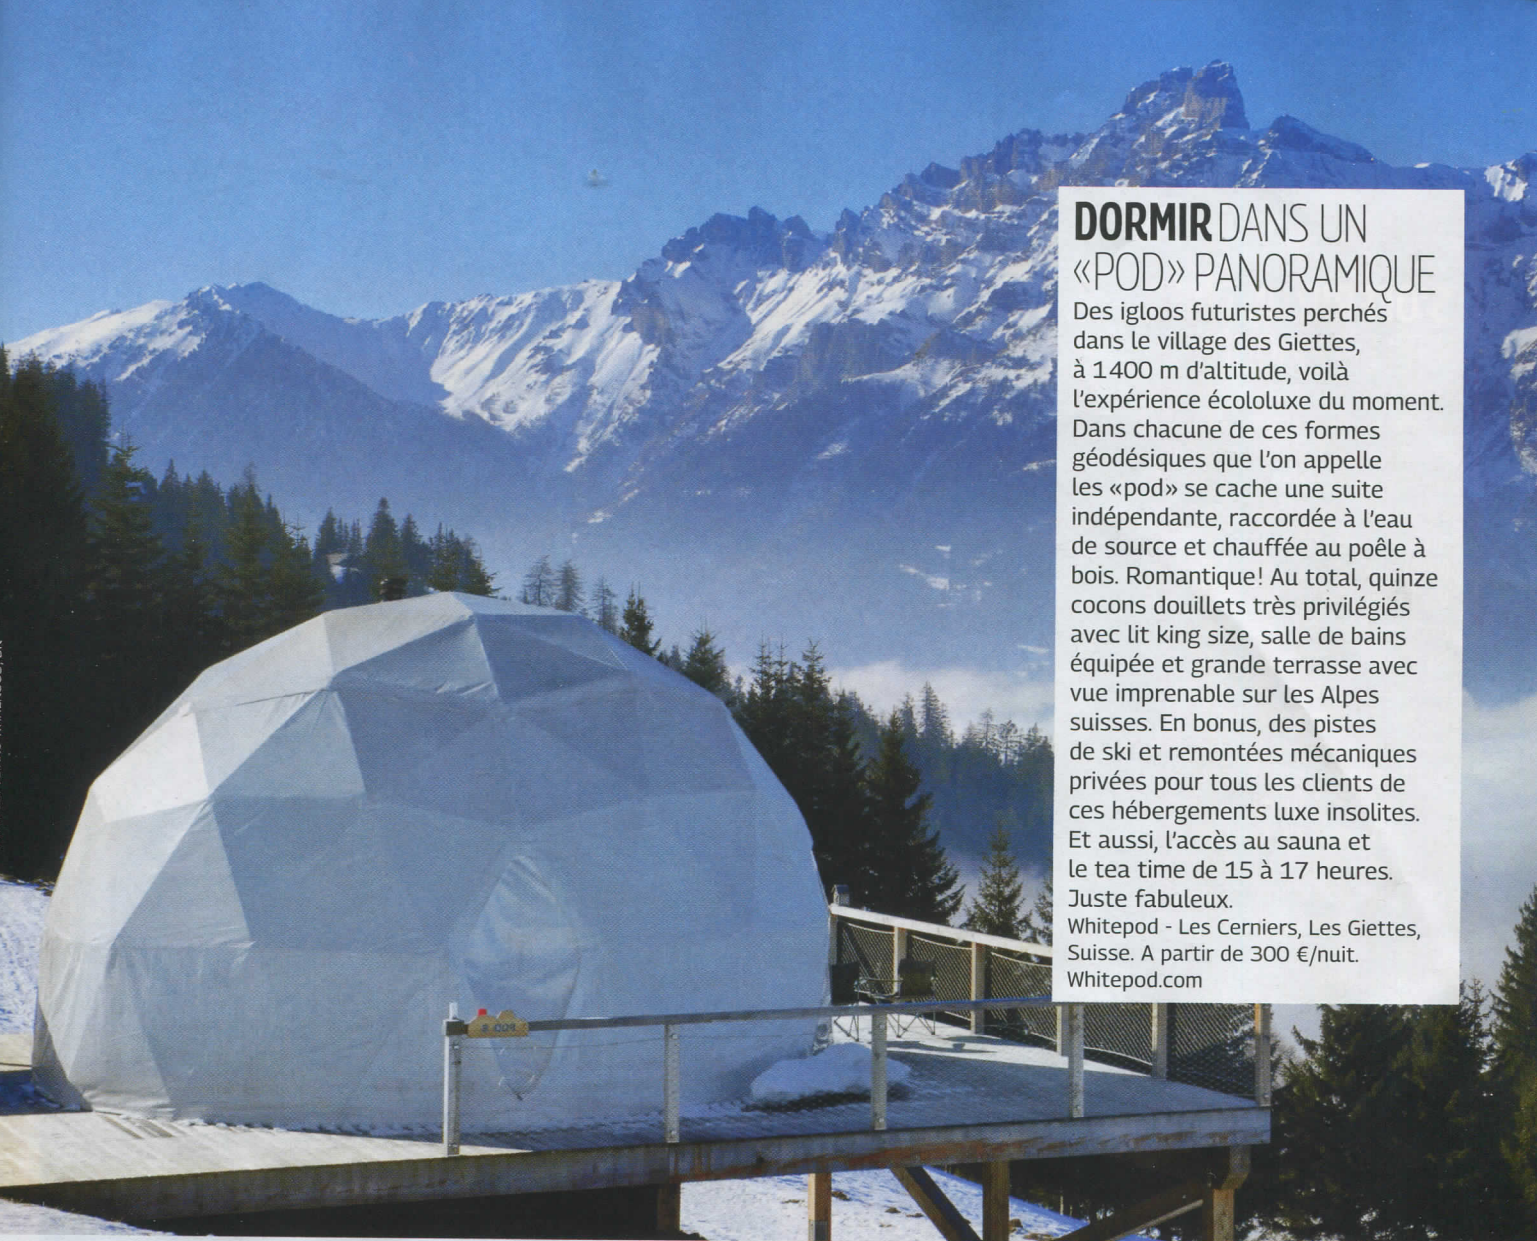 DORMIR DANS UN
«POD» PANORAMIQUE
Des igloos futuristes perchés
dans le village des Giettes,
à 1400 m d'altitude, voilà
l'expérience écololuxe du moment.
Dans chacune de ces formes
géodésiques que l'on appelle
les «pod» se cache une suite
indépendante, raccordée à l'eau
de source et chauffée au poêle à
bois. Romantique! Au total, quinze
cocons douillets très privilégiés
avec lit king size, salle de bains
équipée et grande terrasse avec
vue imprenable sur les Alpes
suisses. En bonus, des pistes
de ski et remontées mécaniques
privées pour tous les clients de
ces hébergements luxe insolites.
Et aussi, l'accès au sauna et
le tea time de 15 à 17 heures.
Juste fabuleux.
Whitepod - Les Cerniers, Les Giettes,
Suisse. A partir de 300 €/nuit.
Whitepod.com